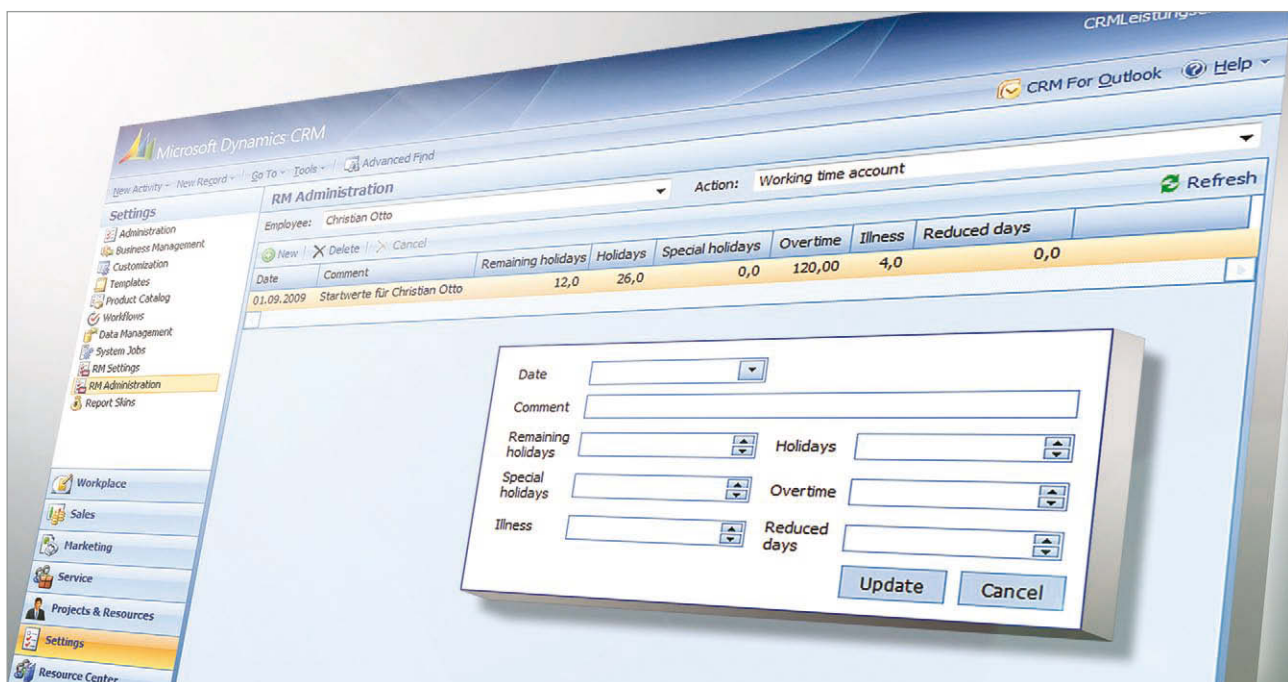 CRMLeistungs
Microsoft Dynamics CRM
CRM For Outlook Help
New Activity New Record Go To Tools Advanced Find
Settings
Administration
Business Management
Customization
Templates
Product Catalog
Workflows
Data Management
System Jobs
RM Settings
RM Administration
Report Skins
Workplace
Sales
Marketing
Service
Projects & Resources
Settings
Resource Center
RM Administration
Employee: Christian Otto Action: Working time account
New Delete Cancel Refresh
Date Comment Remaining holidays Holidays Special holidays Overtime Illness Reduced days
01.09.2009 Startwerte für Christian Otto 12,0 26,0 0,0 120,00 4,0 0,0
Date
Comment
Remaining
holidays
Holidays
Special
holidays
Overtime
Illness
Reduced
days
Update Cancel